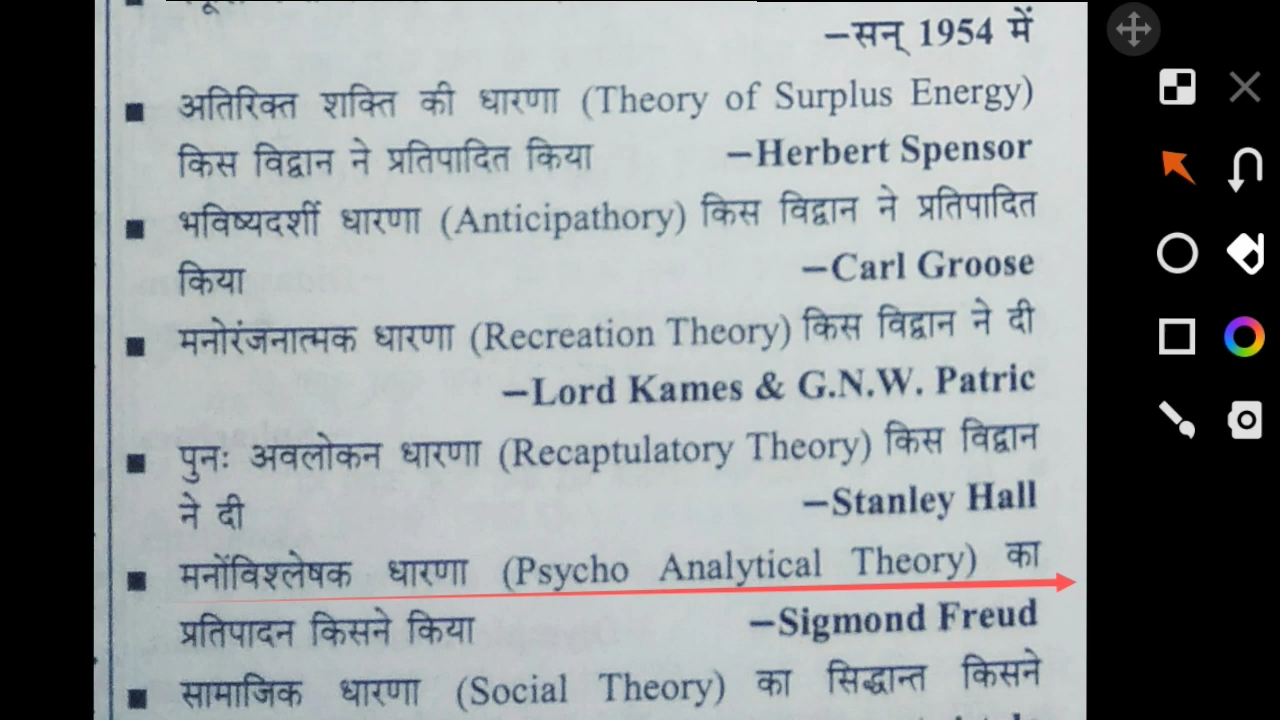 –सन् 1954 में
अतिरिक्त शक्ति की धारणा (Theory of Surplus Energy)
किस विद्वान ने प्रतिपादित किया –Herbert Spensor
भविष्यदर्शी धारणा (Anticipathory) किस विद्वान ने प्रतिपादित
किया –Carl Groose
मनोरंजनात्मक धारणा (Recreation Theory) किस विद्वान ने दी
–Lord Kames & G.N.W. Patric
पुनः अवलोकन धारणा (Recaptulatory Theory) किस विद्वान
ने दी –Stanley Hall
मनोंविश्लेषक धारणा (Psycho Analytical Theory) का
प्रतिपादन किसने किया –Sigmond Freud
सामाजिक धारणा (Social Theory) का सिद्धान्त किसने